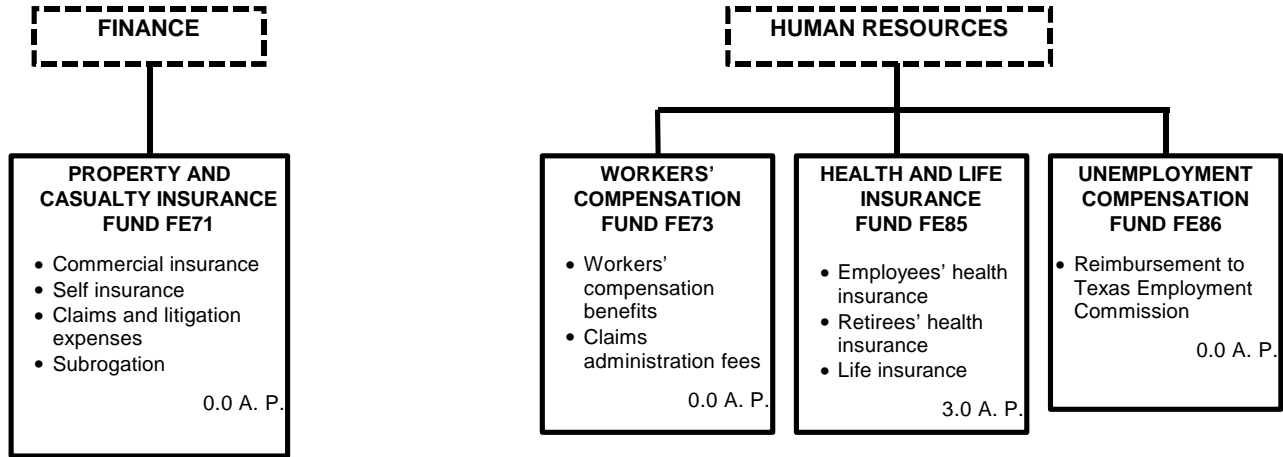 FINANCE
HUMAN RESOURCES
PROPERTY AND
CASUALTY INSURANCE
FUND FE71
• Commercial insurance
• Self insurance
• Claims and litigation
expenses
• Subrogation
0.0 A. P.
WORKERS’
COMPENSATION
FUND FE73
• Workers’
compensation
benefits
• Claims
administration fees
0.0 A. P.
HEALTH AND LIFE
INSURANCE
FUND FE85
• Employees’ health
insurance
• Retirees’ health
insurance
• Life insurance
3.0 A. P.
UNEMPLOYMENT
COMPENSATION
FUND FE86
• Reimbursement to
Texas Employment
Commission
0.0 A. P.